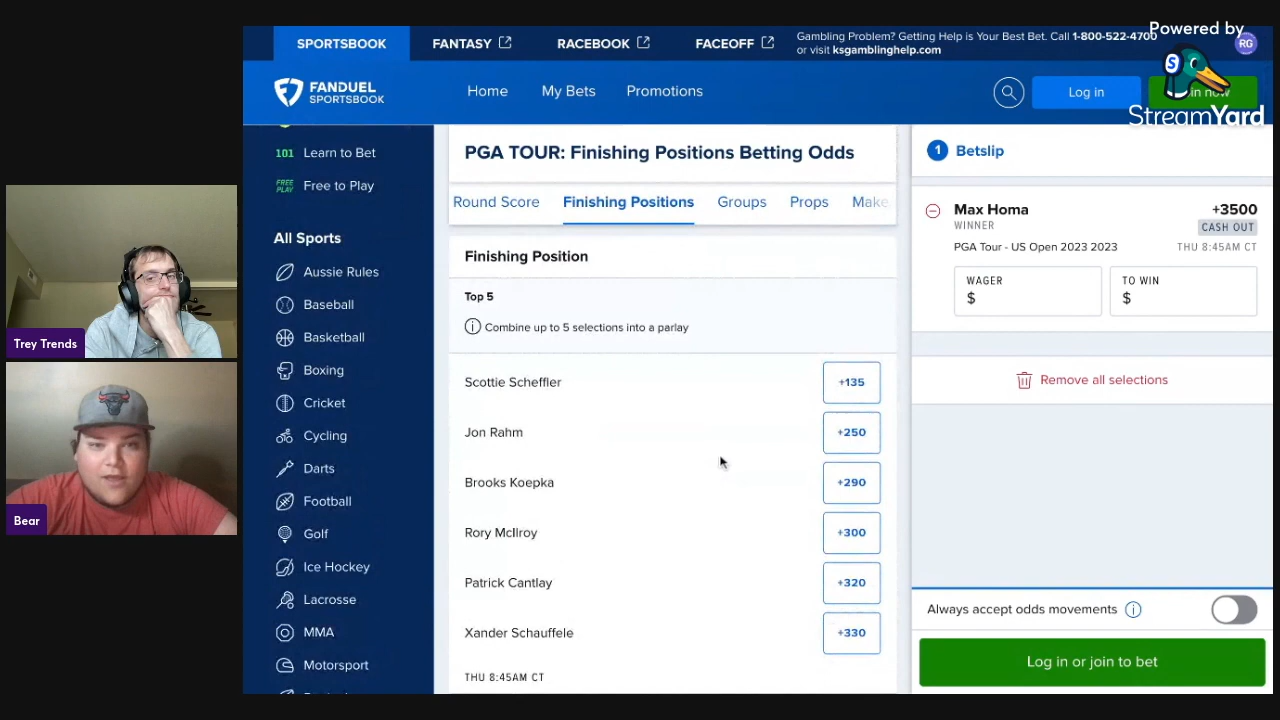 SPORTSBOOK
FANTASY
RACEBOOK
FACEOFF
Gambling Problem? Getting Help is Your Best Bet. Call 1-800-522-4700
or visit ksgamblinghelp.com
RG
Powered by
StreamYard
S
FANDUEL
SPORTSBOOK
Home
My Bets
Promotions
Log in
now
101 Learn to Bet
FREE PLAY Free to Play
All Sports
Aussie Rules
Baseball
Basketball
Boxing
Cricket
Cycling
Darts
Football
Golf
Ice Hockey
Lacrosse
MMA
Motorsport
PGA TOUR: Finishing Positions Betting Odds
Round Score
Finishing Positions
Groups
Props
Make
Finishing Position
Top 5
Combine up to 5 selections into a parlay
Scottie Scheffler +135
Jon Rahm +250
Brooks Koepka +290
Rory McIlroy +300
Patrick Cantlay +320
Xander Schauffele +330
THU 8:45AM CT
1 Betslip
Max Homa +3500
WINNER CASH OUT
PGA Tour - US Open 2023 2023 THU 8:45AM CT
WAGER
$
TO WIN
$
Remove all selections
Always accept odds movements
Log in or join to bet
Trey Trends
Bear